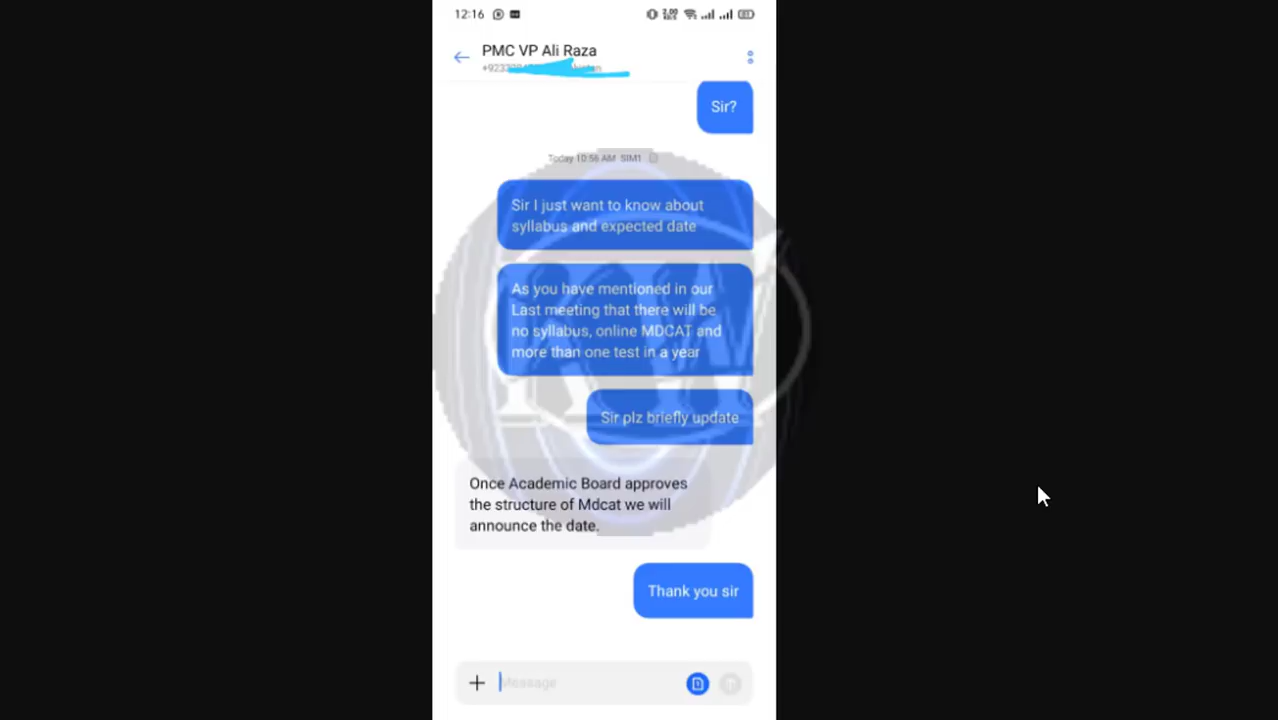 12:16
PMC VP Ali Raza
Sir?
Today 10:56 AM SIM1
Sir I just want to know about
syllabus and expected date
As you have mentioned in our
Last meeting that there will be
no syllabus, online MDCAT and
more than one test in a year
Sir plz briefly update
Once Academic Board approves
the structure of Mdcat we will
announce the date.
Thank you sir
Message